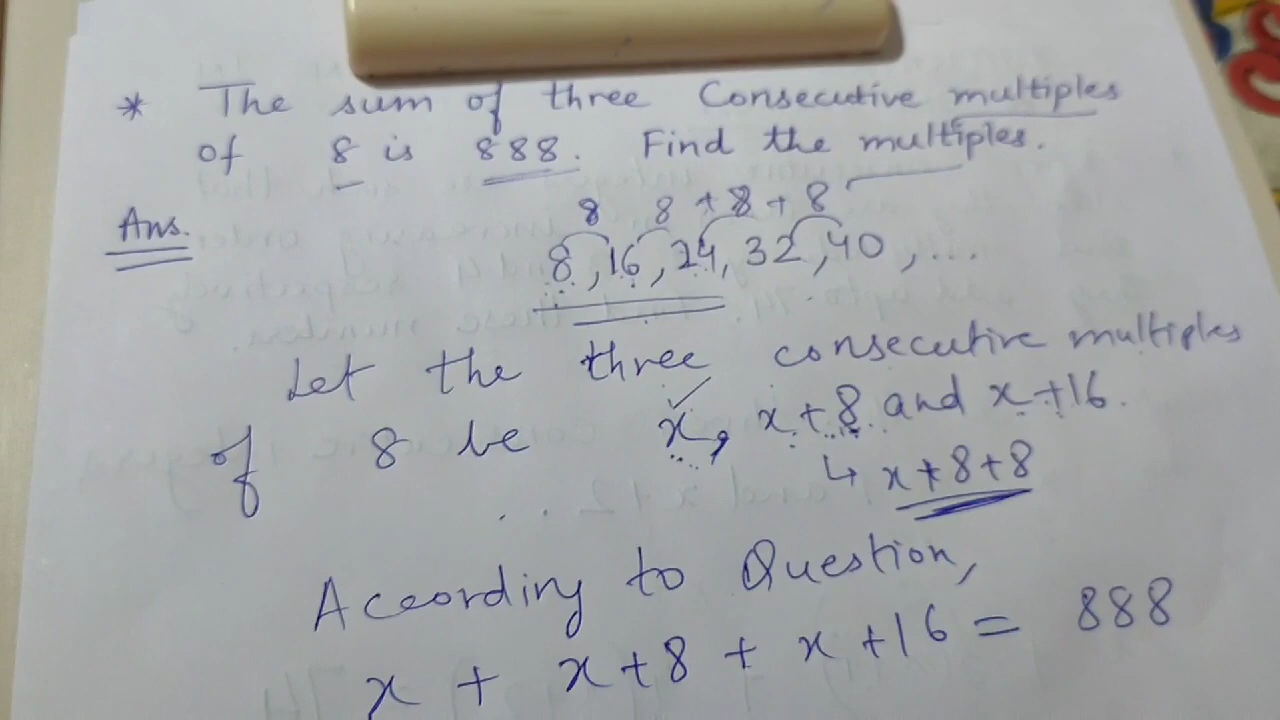 * The sum of three Consecutive multiples
of 8 is 888. Find the multiples.
Ans.
8 8 + 8 + 8
8, 16, 24, 32, 40, ...
Let the three consecutive multiples
of 8 be x, x+8 and x+16.
↳ x+8+8
According to Question,
x + x+8 + x+16 = 888